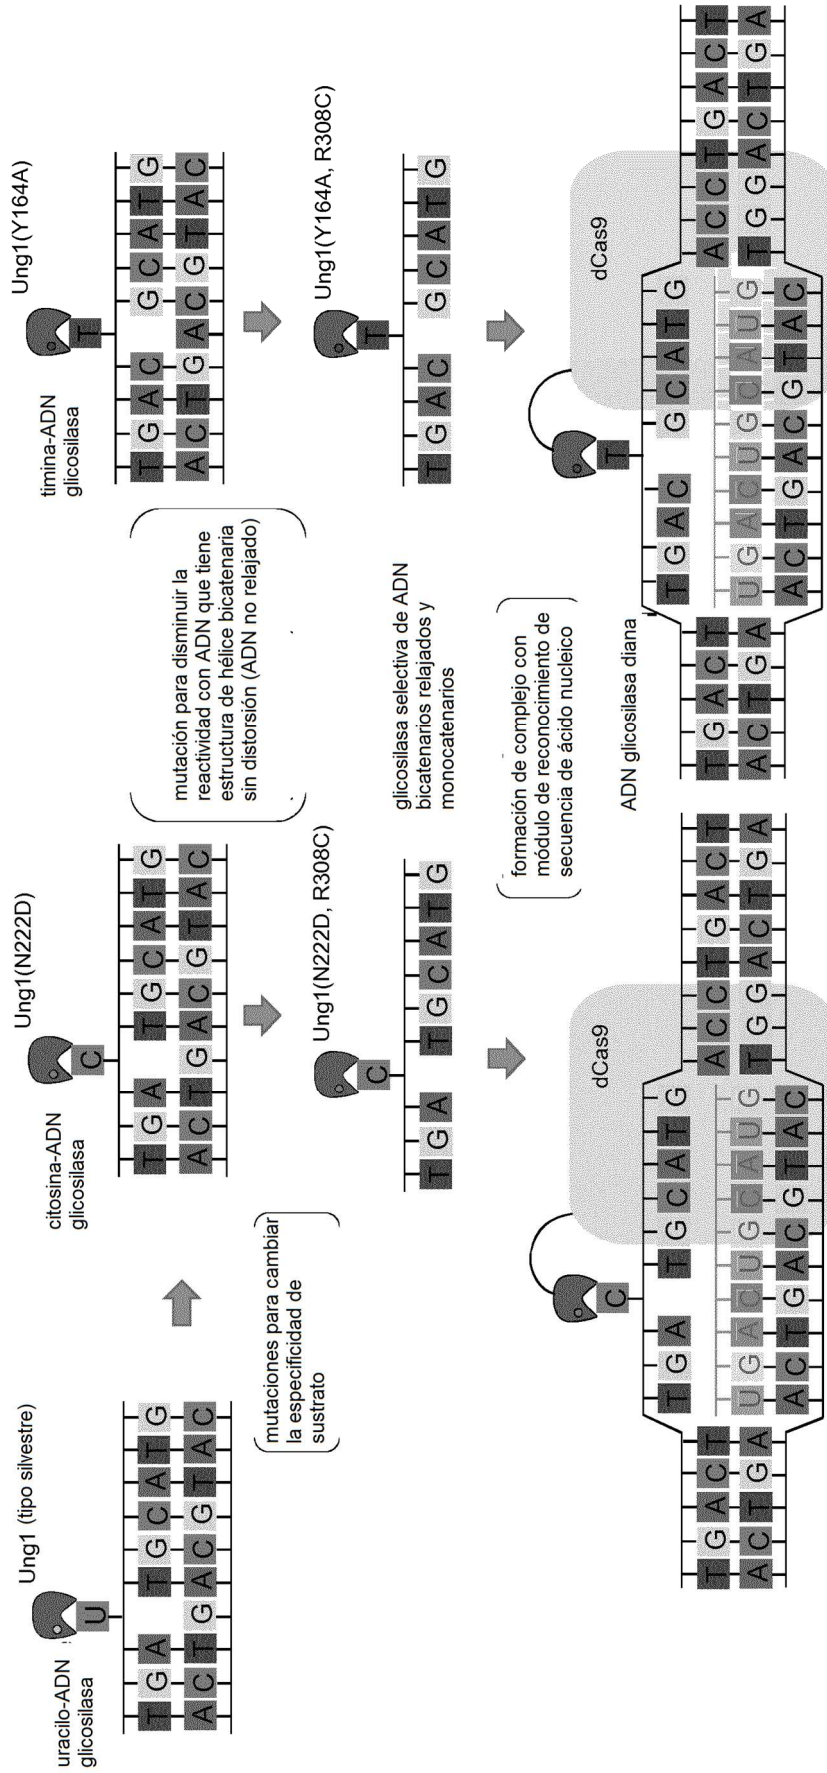 Ung1 (tipo silvestre)
uracilo-ADN
glicosilasa
U
T G A T G C A T G
A C T G A C G T A C
mutaciones para cambiar
la especificidad de
sustrato
Ung1(N222D)
citosina-ADN
glicosilasa
C
T G A T G C A T G
A C T G A C G T A C
Ung1(Y164A)
timina-ADN
glicosilasa
T
T G A C G C A T G
A C T G A C G T A C
mutación para disminuir la
reactividad con ADN que tiene
estructura de hélice bicatenaria
sin distorsión (ADN no relajado)
Ung1(N222D, R308C)
C
T G A T G C A T G
Ung1(Y164A, R308C)
T
T G A C G C A T G
glicosilasa selectiva de ADN
bicatenarios relajados y
monocatenarios
formación de complejo con
módulo de reconocimiento de
secuencia de ácido nucleico
ADN glicosilasa diana
dCas9
C
T G A T G C A T G
T G A C T
A C C T G A C T
U G A C U G C A U G
A C T G A
T G G A C T G A
A C T G A C G T A C
dCas9
T
T G A C G C A T G
T G A C T
A C C T G A C T
U G A C U G C A U G
A C T G A
T G G A C T G A
A C T G A C G T A C